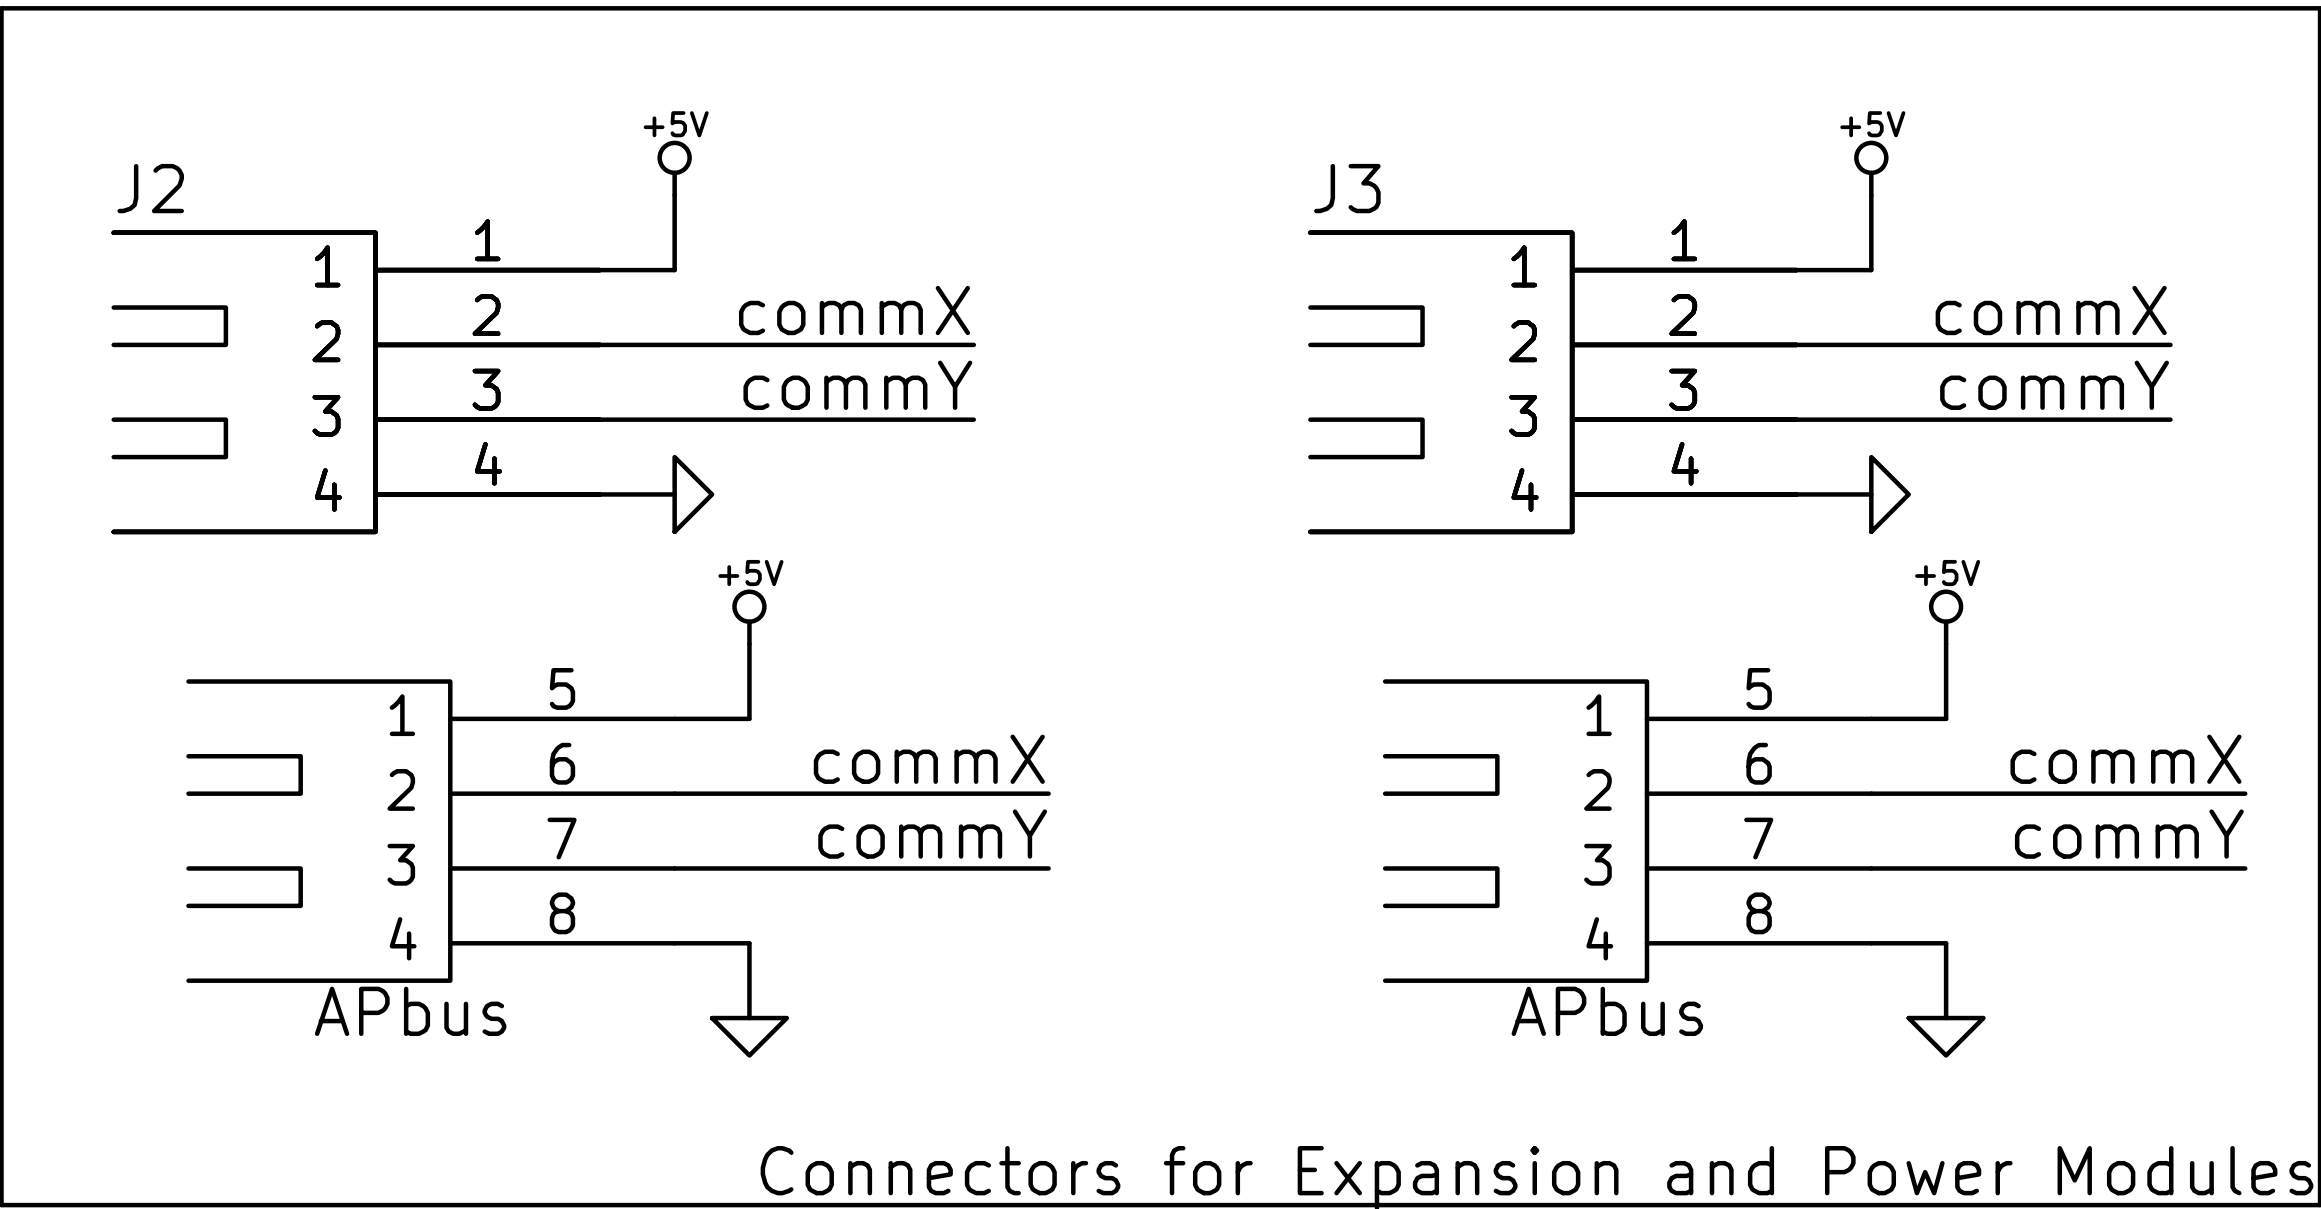 +5V +5V
J2 J3
1 1 1 1
2 2 commX 2 2 commX
3 3 commY 3 3 commY
4 4 4 4
+5V +5V
1 5 1 5
2 6 commX 2 6 commX
3 7 commY 3 7 commY
4 8 4 8
APbus APbus
Connectors for Expansion and Power Modules